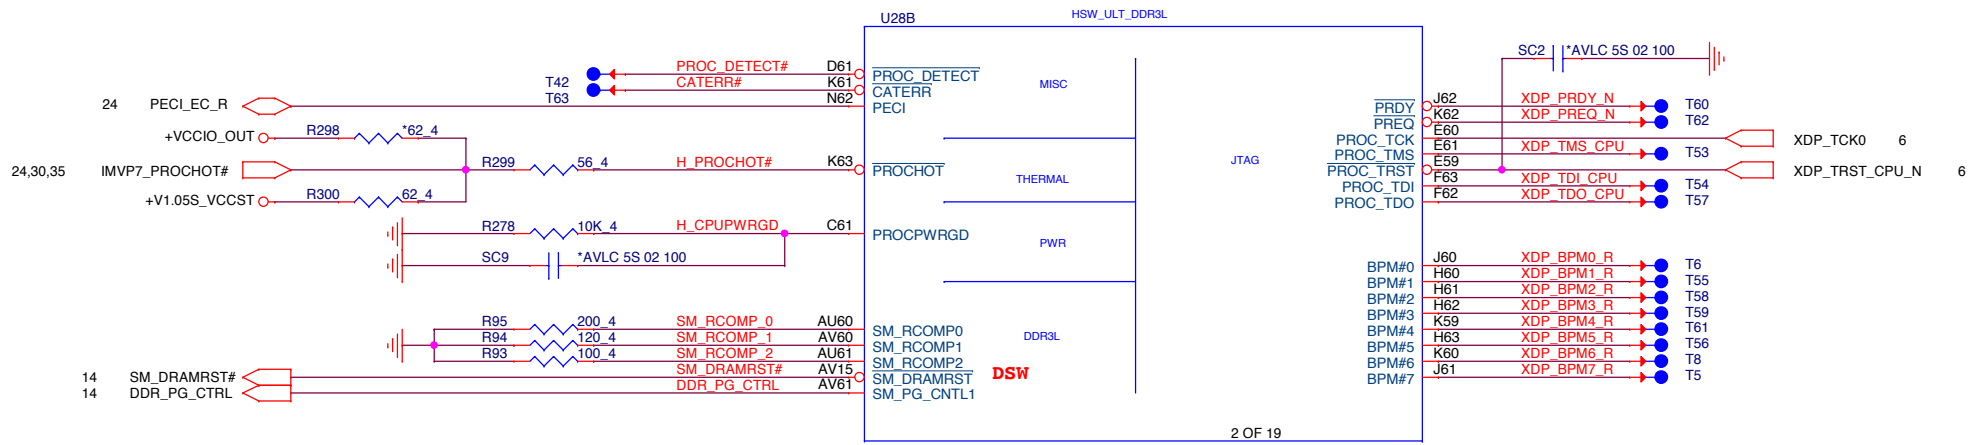 U28B HSW_ULT_DDR3L
SC2 *AVLC 5S 02 100
PROC_DETECT# D61 PROC_DETECT
T42 CATERR# K61 CATERR MISC
24 PECI_EC_R T63 N62 PECI
PRDY J62 XDP_PRDY_N T60
PREQ K62 XDP_PREQ_N T62
+VCCIO_OUT R298 *62_4
PROC_TCK E60 XDP_TCK0 6
PROC_TMS E61 XDP_TMS_CPU T53
24,30,35 IMVP7_PROCHOT# R299 56_4 H_PROCHOT# K63 PROCHOT JTAG
PROC_TRST E59 XDP_TRST_CPU_N 6
THERMAL
PROC_TDI F63 XDP_TDI_CPU T54
+V1.05S_VCCST R300 62_4
PROC_TDO F62 XDP_TDO_CPU T57
R278 10K_4 H_CPUPWRGD C61 PROCPWRGD
PWR
SC9 *AVLC 5S 02 100
BPM#0 J60 XDP_BPM0_R T6
BPM#1 H60 XDP_BPM1_R T55
BPM#2 H61 XDP_BPM2_R T58
BPM#3 H62 XDP_BPM3_R T59
R95 200_4 SM_RCOMP_0 AU60 SM_RCOMP0
BPM#4 K59 XDP_BPM4_R T61
R94 120_4 SM_RCOMP_1 AV60 SM_RCOMP1 DDR3L
BPM#5 H63 XDP_BPM5_R T56
R93 100_4 SM_RCOMP_2 AU61 SM_RCOMP2
BPM#6 K60 XDP_BPM6_R T8
14 SM_DRAMRST# SM_DRAMRST# AV15 SM_DRAMRST DSW
BPM#7 J61 XDP_BPM7_R T5
14 DDR_PG_CTRL DDR_PG_CTRL AV61 SM_PG_CNTL1
2 OF 19